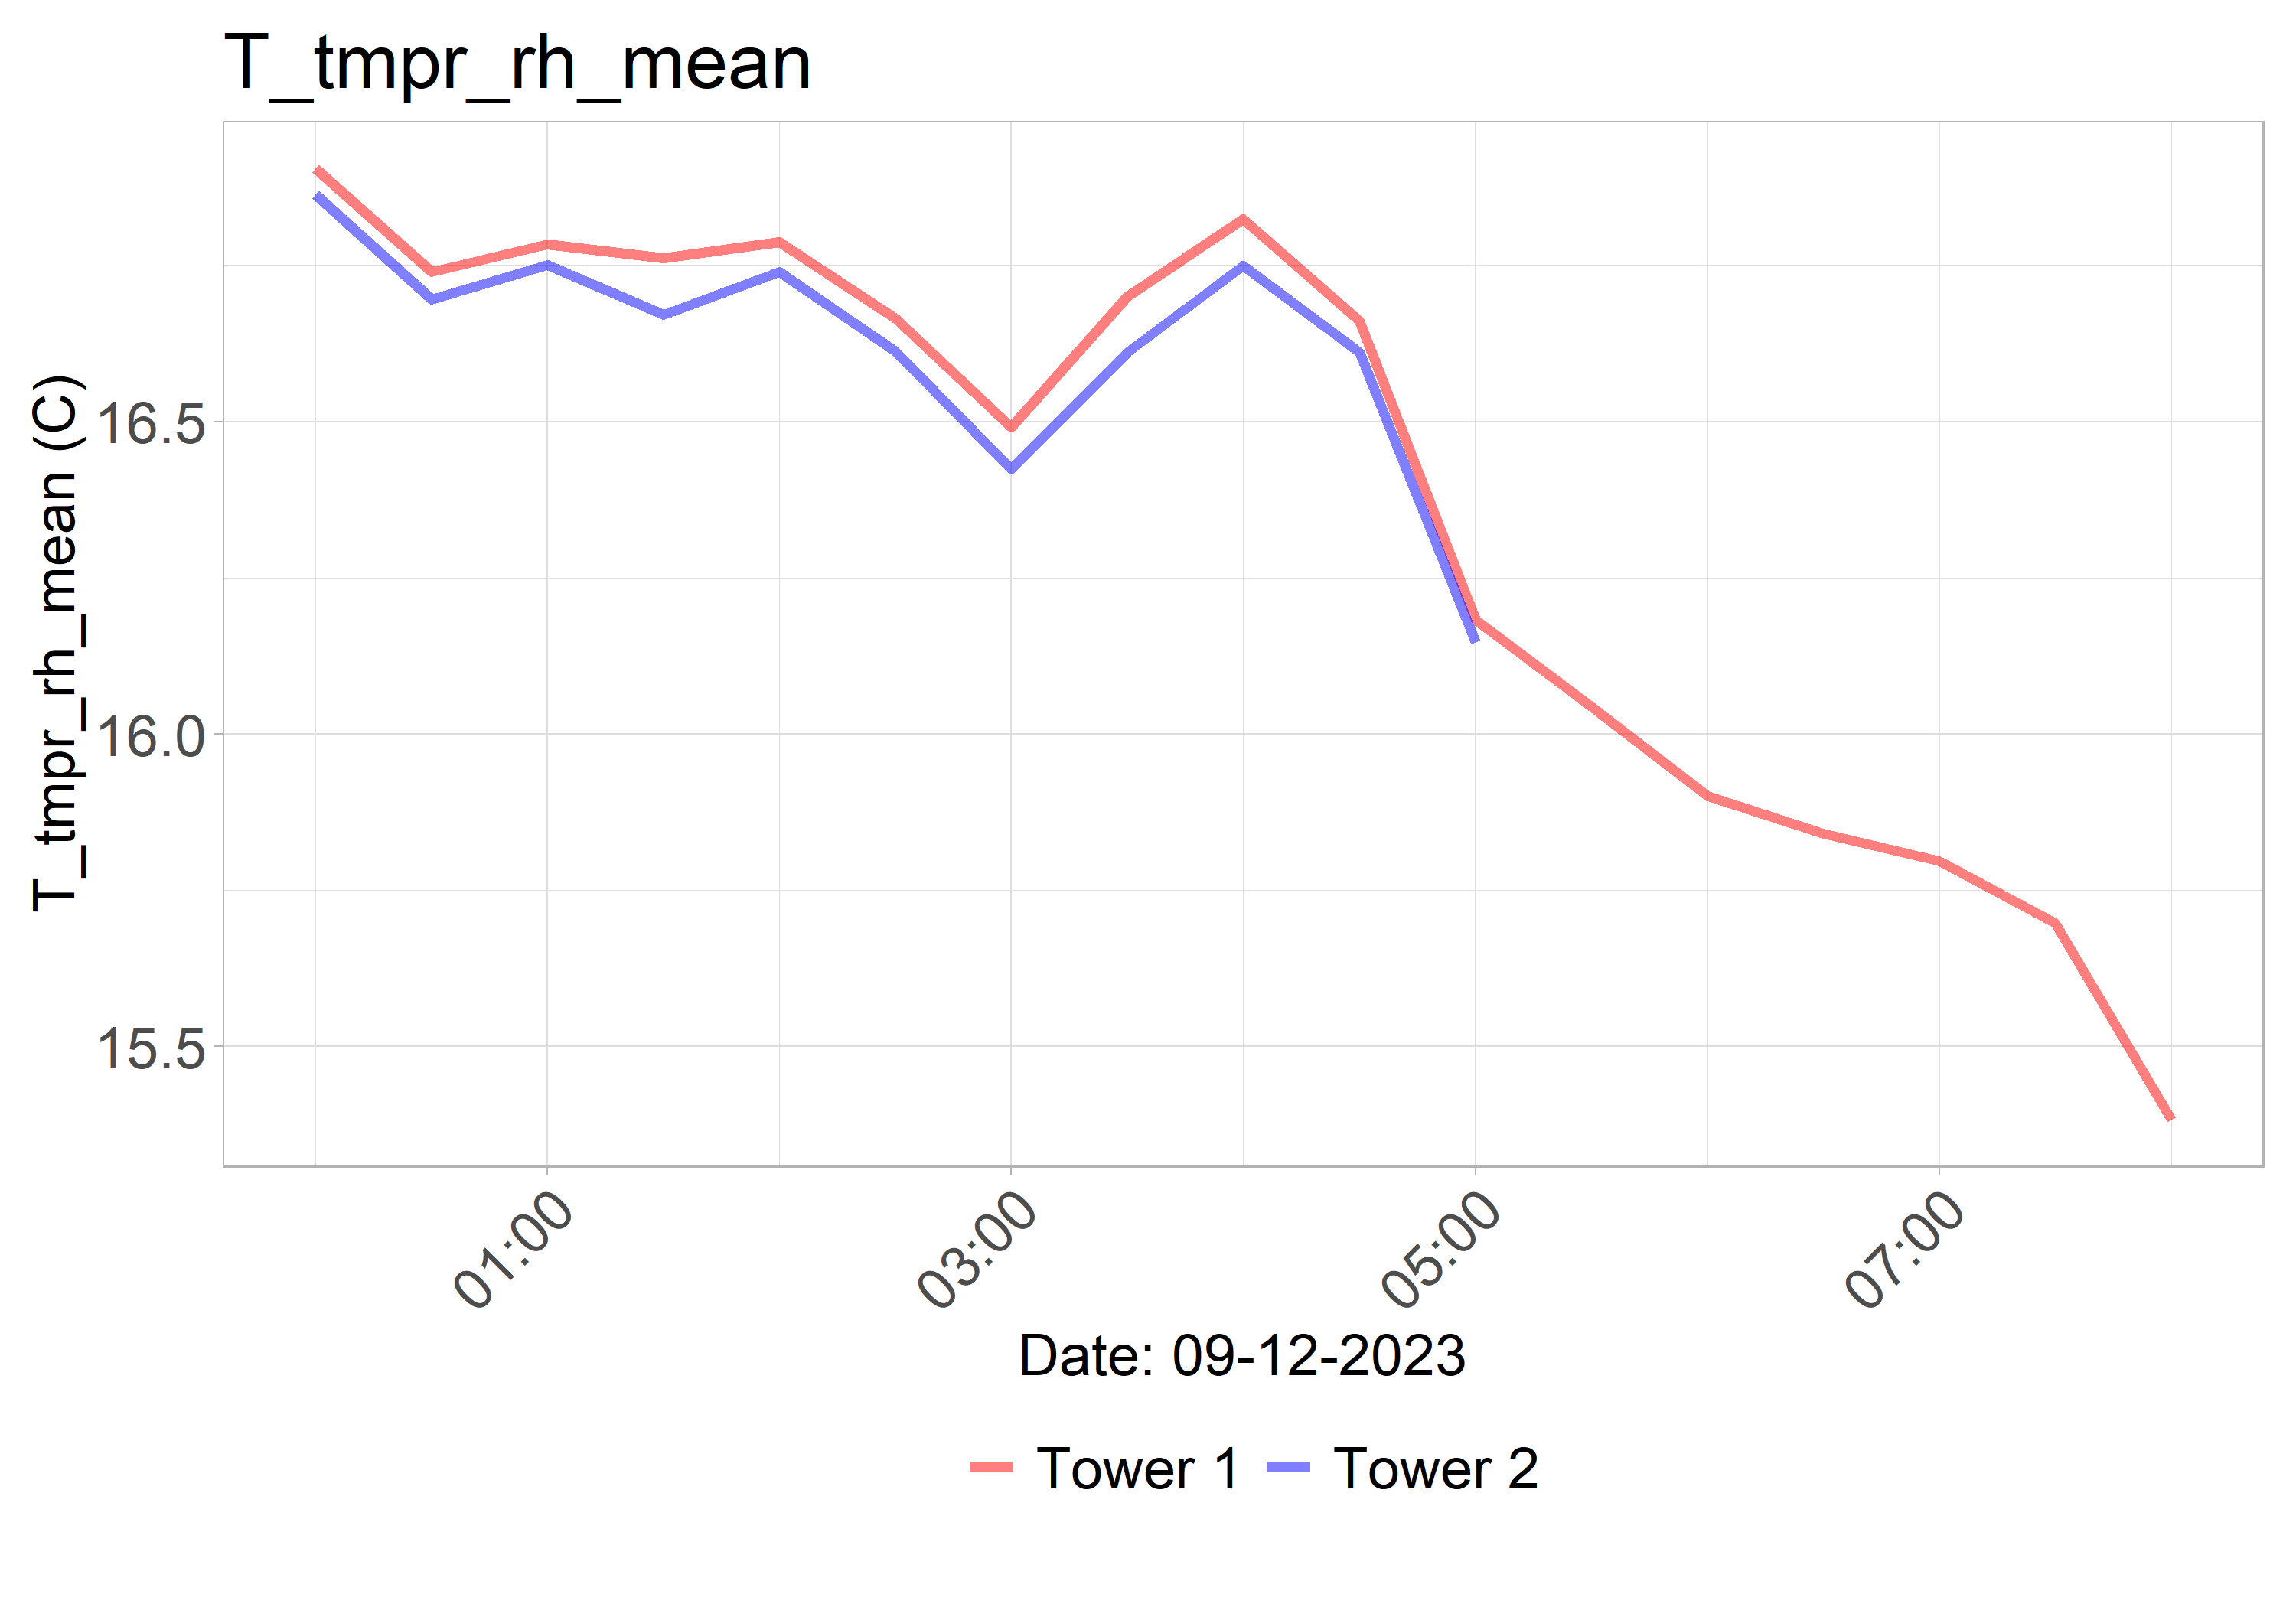 T_tmpr_rh_mean
T_tmpr_rh_mean (C)
16.5
16.0
15.5
01:00
03:00
05:00
07:00
Date: 09-12-2023
Tower 1
Tower 2